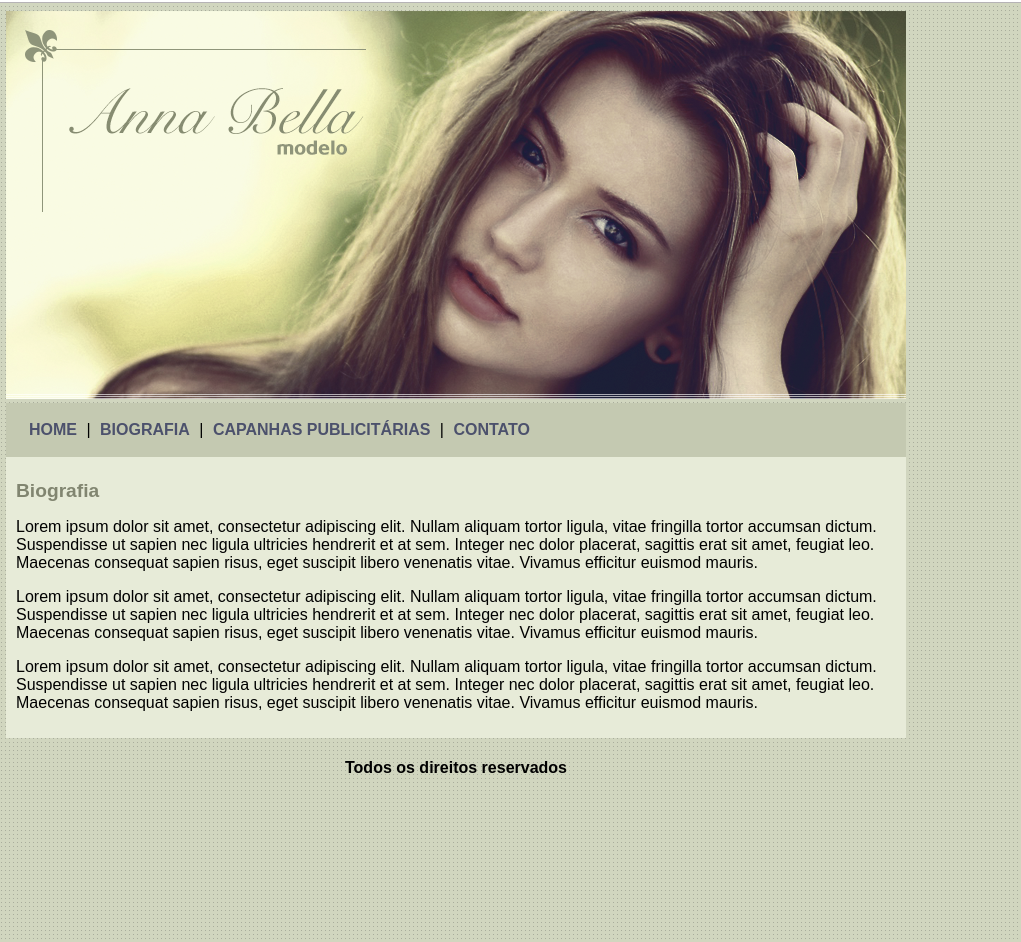 Anna Bella
modelo
HOME | BIOGRAFIA | CAPANHAS PUBLICITÁRIAS | CONTATO
Biografia
Lorem ipsum dolor sit amet, consectetur adipiscing elit. Nullam aliquam tortor ligula, vitae fringilla tortor accumsan dictum.
Suspendisse ut sapien nec ligula ultricies hendrerit et at sem. Integer nec dolor placerat, sagittis erat sit amet, feugiat leo.
Maecenas consequat sapien risus, eget suscipit libero venenatis vitae. Vivamus efficitur euismod mauris.
Lorem ipsum dolor sit amet, consectetur adipiscing elit. Nullam aliquam tortor ligula, vitae fringilla tortor accumsan dictum.
Suspendisse ut sapien nec ligula ultricies hendrerit et at sem. Integer nec dolor placerat, sagittis erat sit amet, feugiat leo.
Maecenas consequat sapien risus, eget suscipit libero venenatis vitae. Vivamus efficitur euismod mauris.
Lorem ipsum dolor sit amet, consectetur adipiscing elit. Nullam aliquam tortor ligula, vitae fringilla tortor accumsan dictum.
Suspendisse ut sapien nec ligula ultricies hendrerit et at sem. Integer nec dolor placerat, sagittis erat sit amet, feugiat leo.
Maecenas consequat sapien risus, eget suscipit libero venenatis vitae. Vivamus efficitur euismod mauris.
Todos os direitos reservados